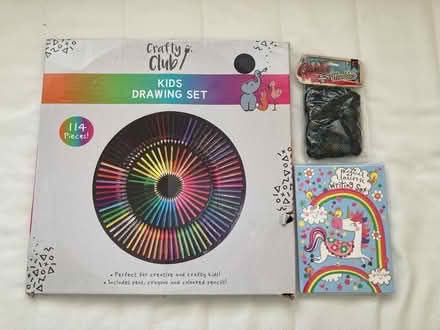 Crafty
Club!
KIDS
DRAWING SET
114
Pieces!
• Perfect for creative and crafty kids!
• Includes pens, crayons and coloured pencils!
Perfect
Unicorn
Writing Set